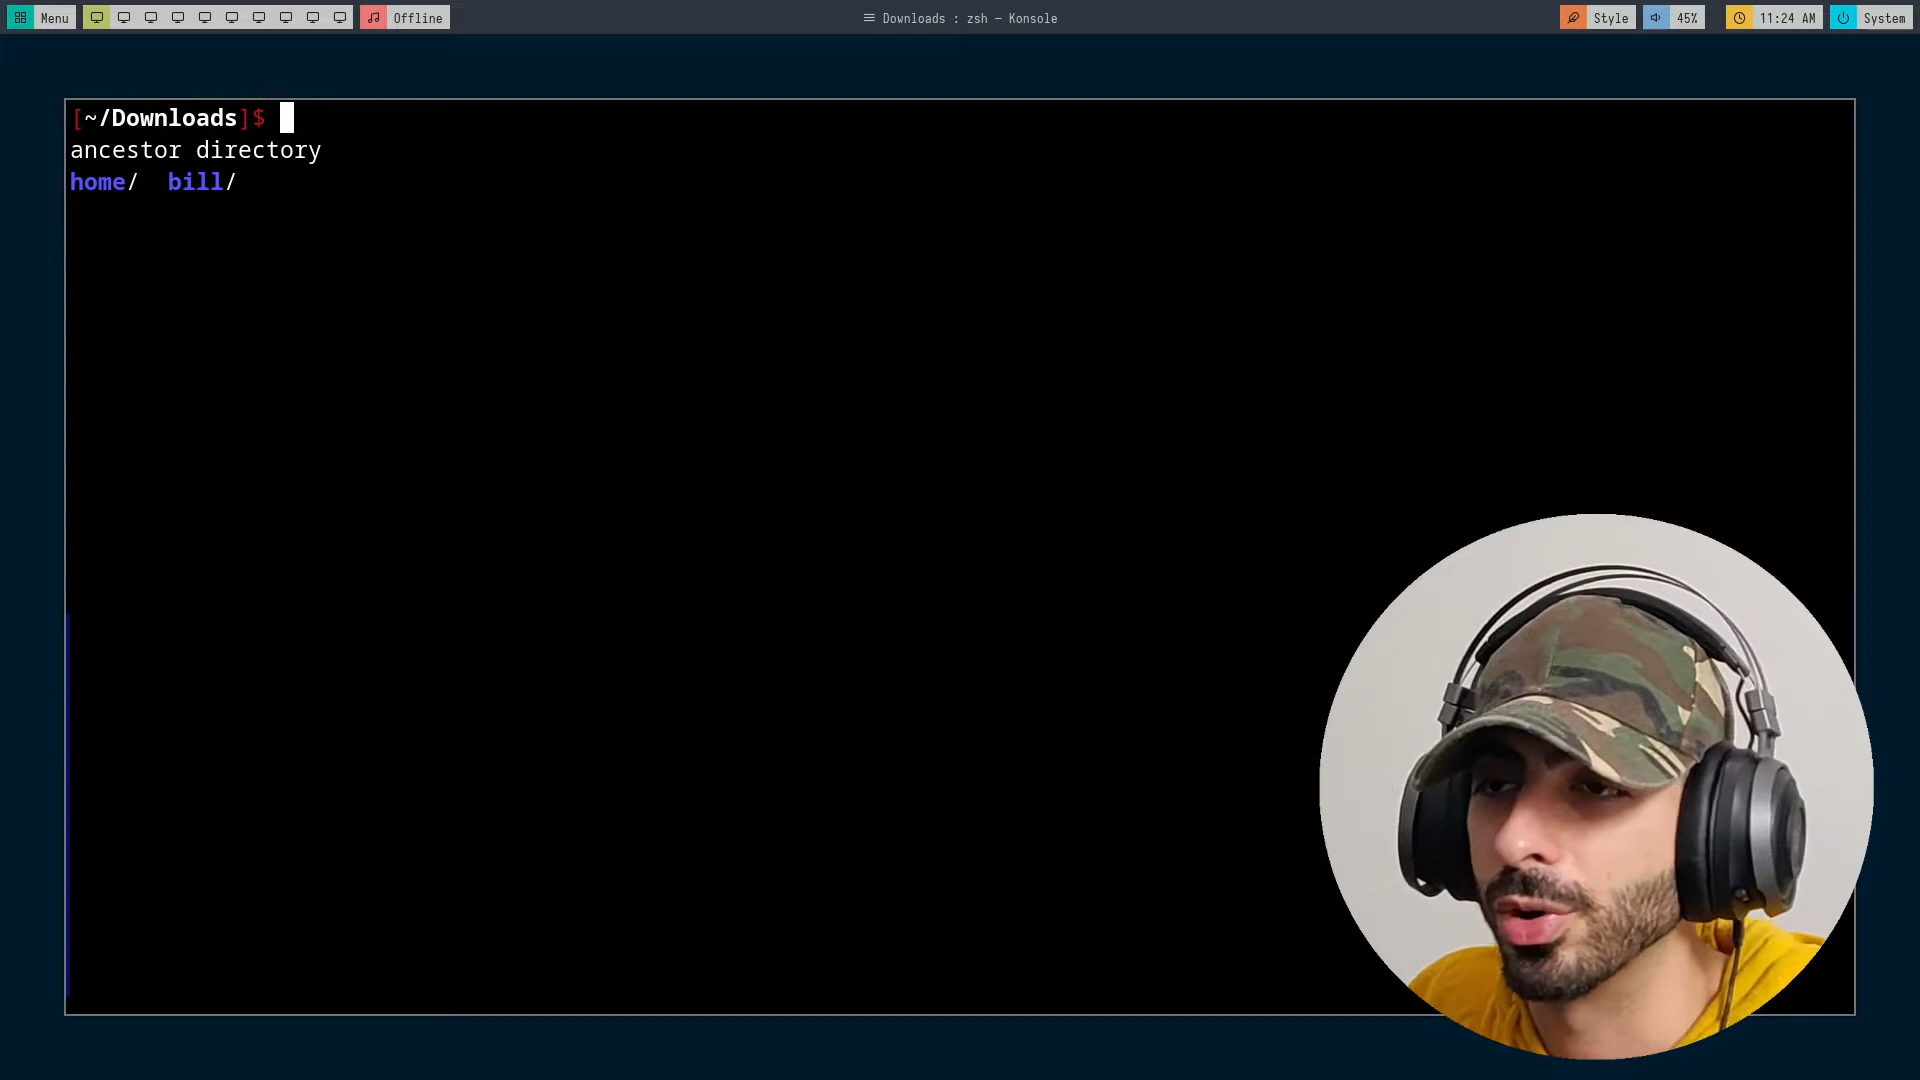 Menu Offline Downloads : zsh — Konsole Style 45% 11:24 AM System
[~/Downloads]$
ancestor directory
home/ bill/